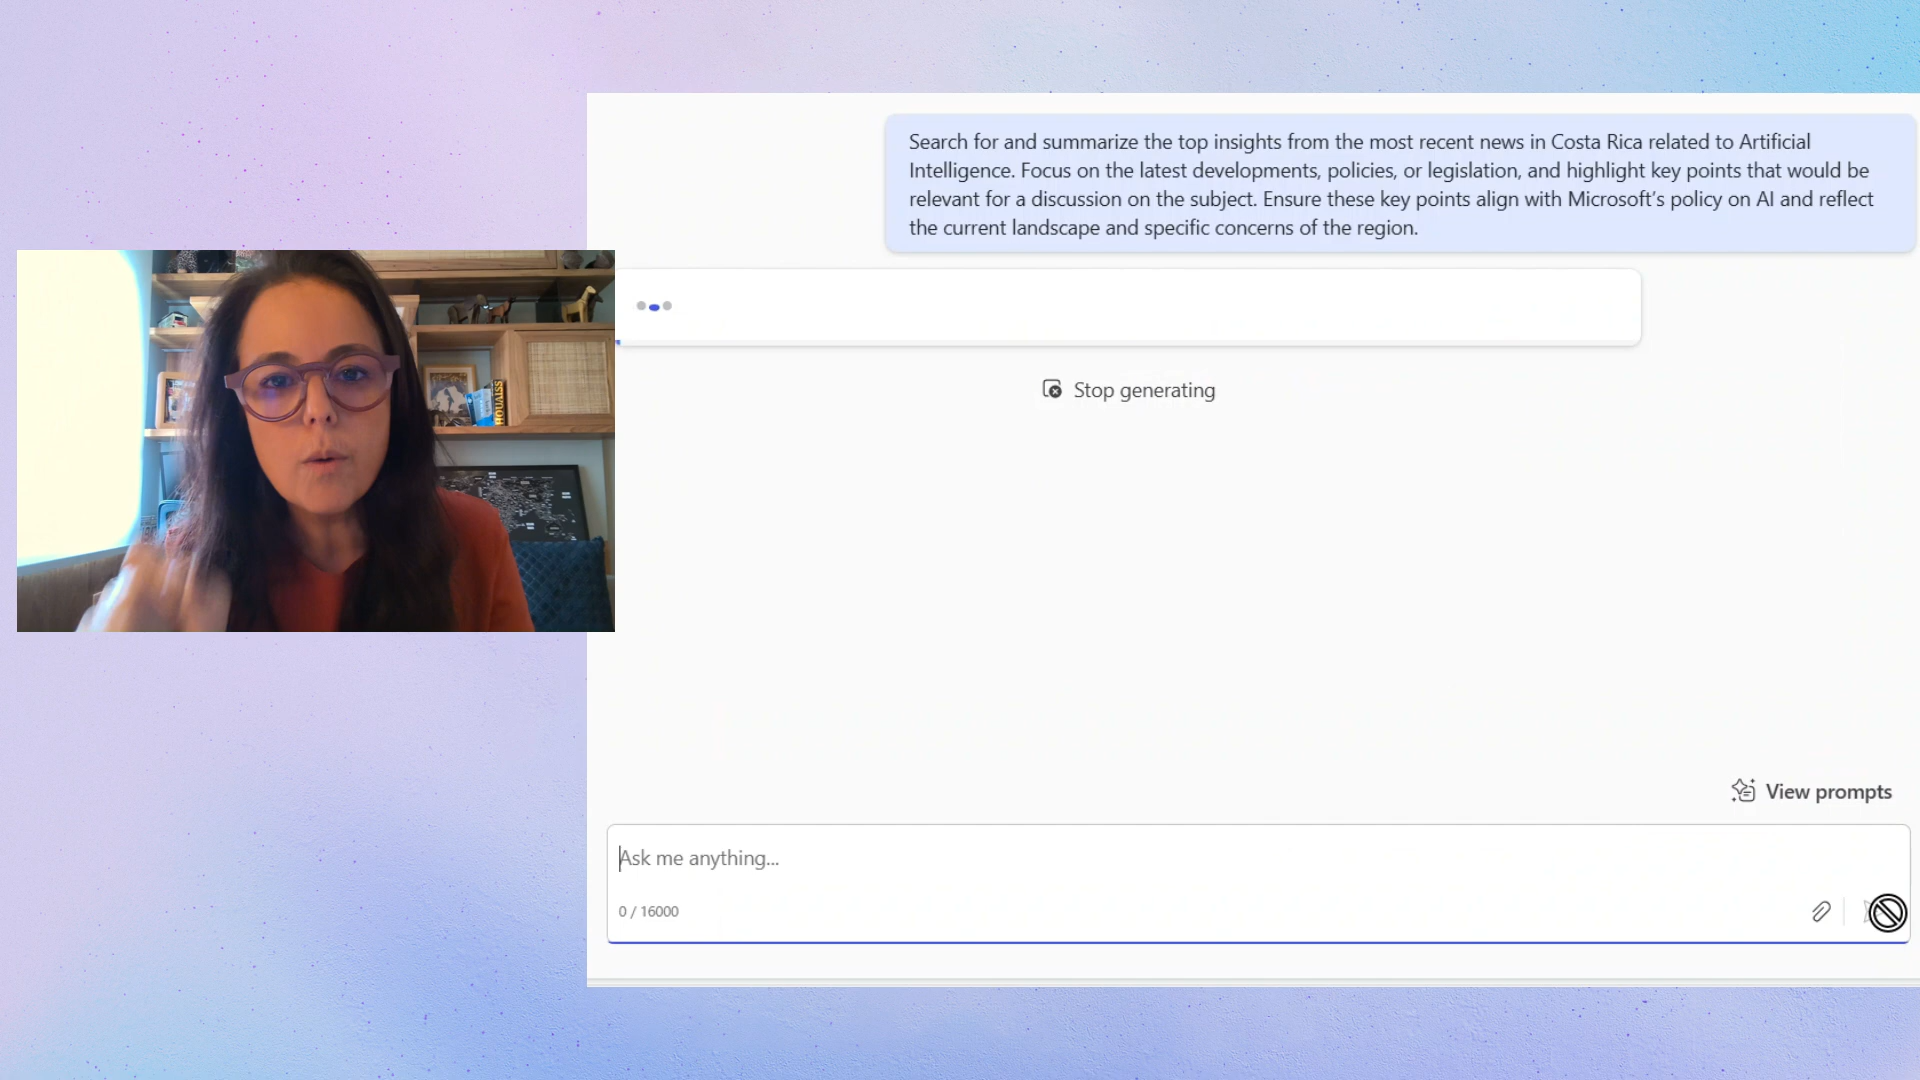 Search for and summarize the top insights from the most recent news in Costa Rica related to Artificial
Intelligence. Focus on the latest developments, policies, or legislation, and highlight key points that would be
relevant for a discussion on the subject. Ensure these key points align with Microsoft's policy on AI and reflect
the current landscape and specific concerns of the region.
Stop generating
HOUAISS
View prompts
Ask me anything...
0 / 16000